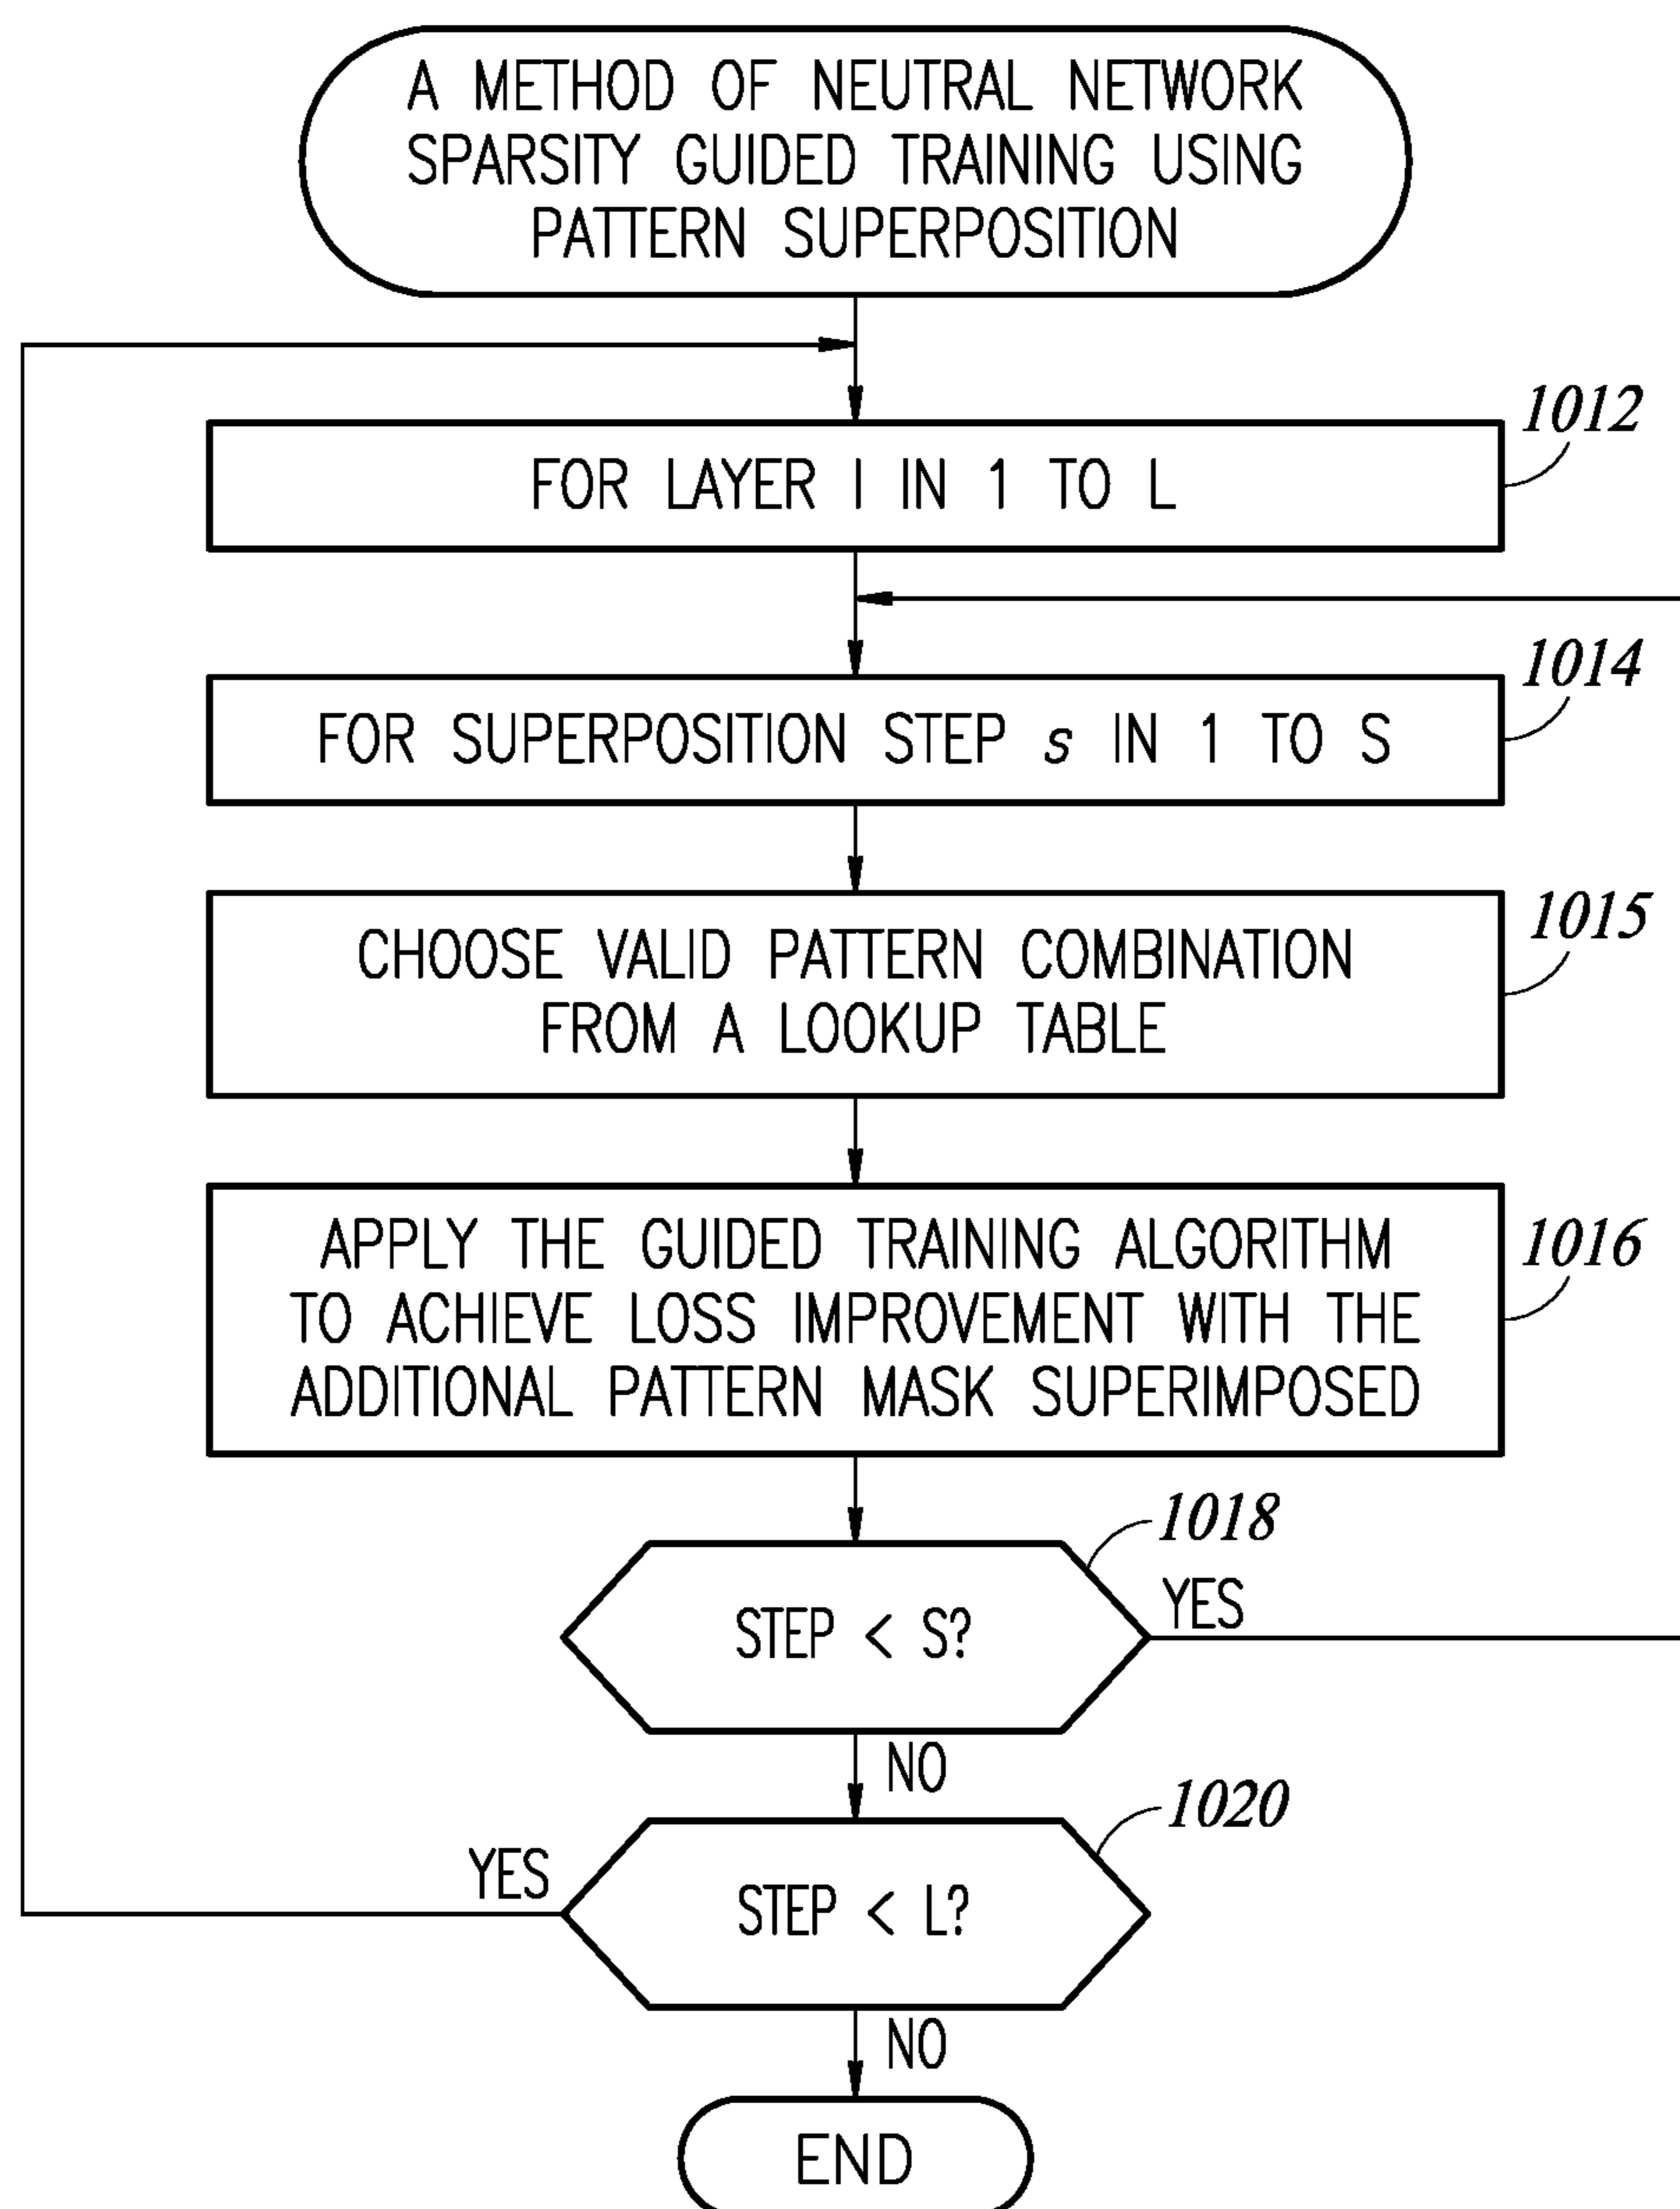 A METHOD OF NEUTRAL NETWORK
SPARSITY GUIDED TRAINING USING
PATTERN SUPERPOSITION
1012
FOR LAYER l IN 1 TO L
1014
FOR SUPERPOSITION STEP s IN 1 TO S
1015
CHOOSE VALID PATTERN COMBINATION
FROM A LOOKUP TABLE
1016
APPLY THE GUIDED TRAINING ALGORITHM
TO ACHIEVE LOSS IMPROVEMENT WITH THE
ADDITIONAL PATTERN MASK SUPERIMPOSED
1018
STEP < S?
YES
NO
1020
YES
STEP < L?
NO
END